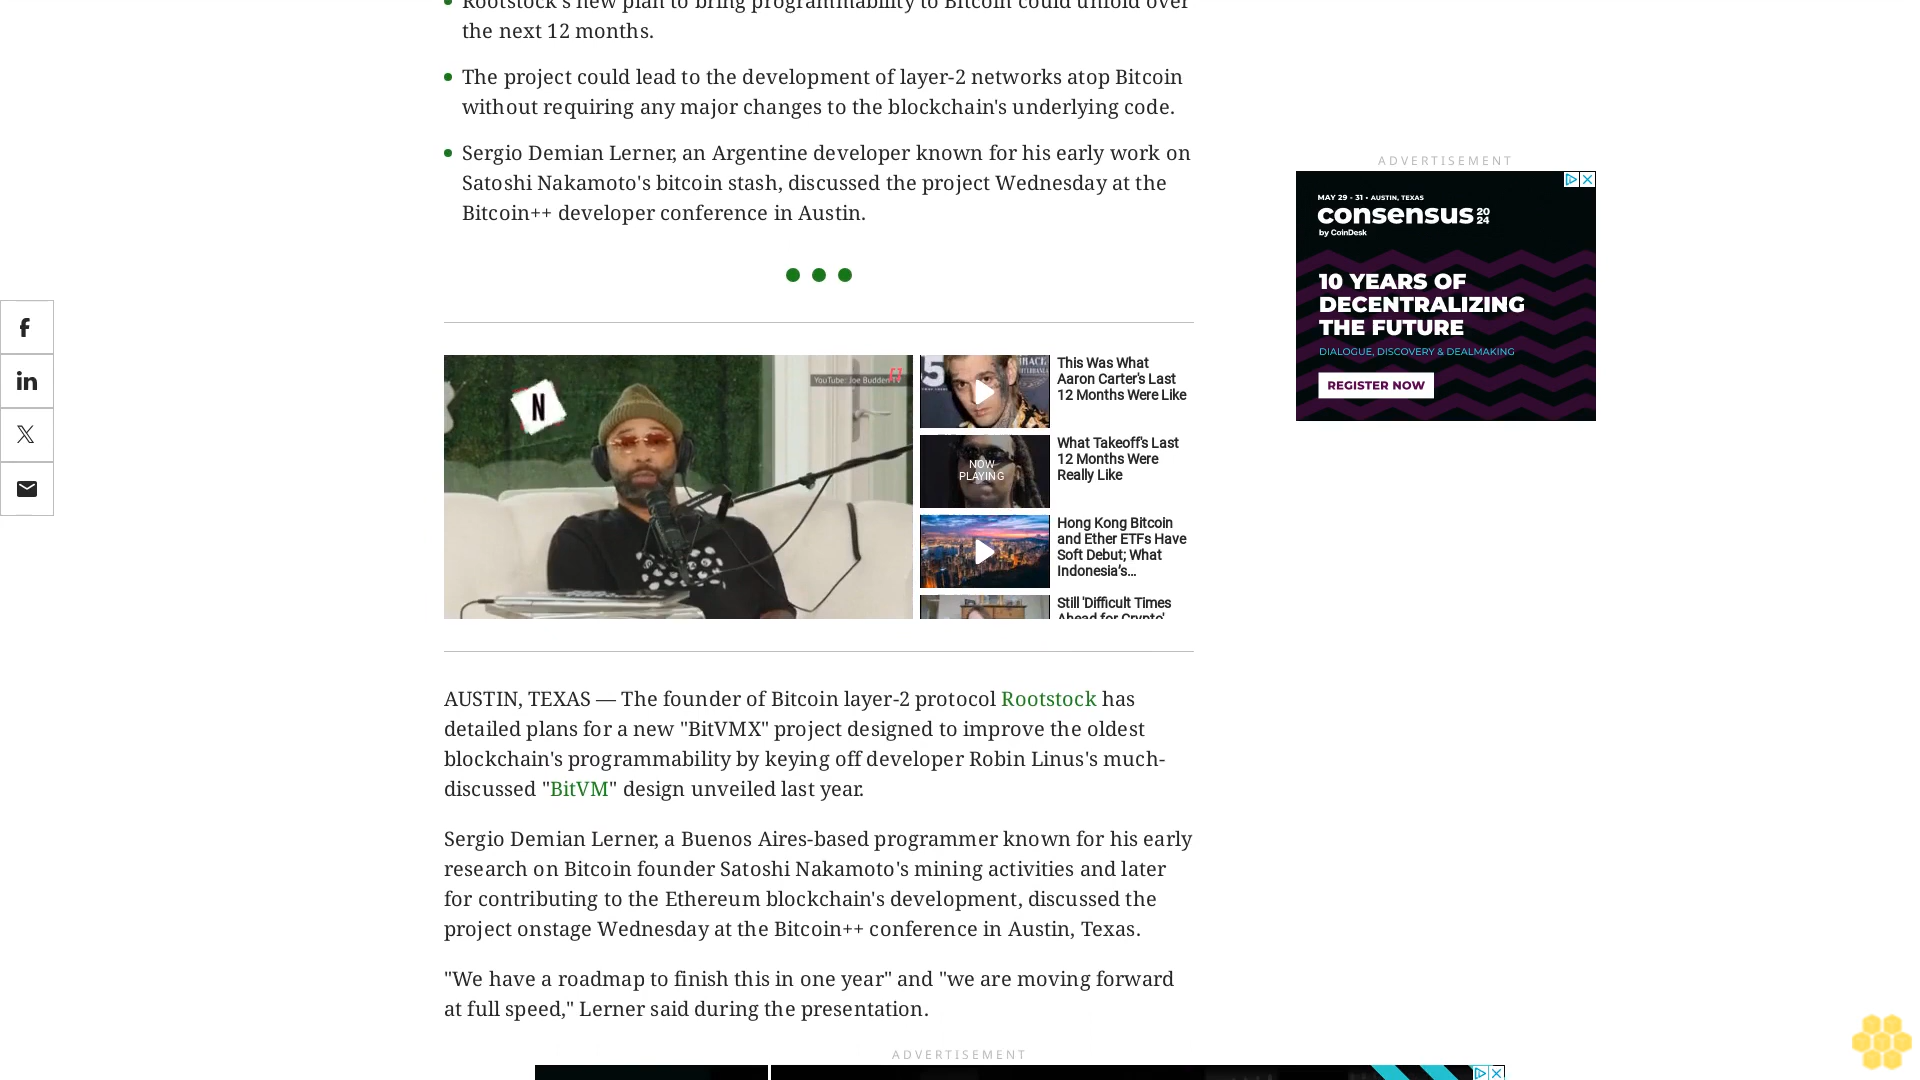 Rootstock's new plan to bring programmability to Bitcoin could unfold over
the next 12 months.
The project could lead to the development of layer-2 networks atop Bitcoin
without requiring any major changes to the blockchain's underlying code.
Sergio Demian Lerner, an Argentine developer known for his early work on
Satoshi Nakamoto's bitcoin stash, discussed the project Wednesday at the
Bitcoin++ developer conference in Austin.
N
YouTube: Joe Budden
This Was What
Aaron Carter's Last
12 Months Were Like
NOW
PLAYING
What Takeoff's Last
12 Months Were
Really Like
Hong Kong Bitcoin
and Ether ETFs Have
Soft Debut; What
Indonesia's...
Still 'Difficult Times
Ahead for Crypto'
AUSTIN, TEXAS — The founder of Bitcoin layer-2 protocol Rootstock has
detailed plans for a new "BitVMX" project designed to improve the oldest
blockchain's programmability by keying off developer Robin Linus's much-
discussed "BitVM" design unveiled last year.
Sergio Demian Lerner, a Buenos Aires-based programmer known for his early
research on Bitcoin founder Satoshi Nakamoto's mining activities and later
for contributing to the Ethereum blockchain's development, discussed the
project onstage Wednesday at the Bitcoin++ conference in Austin, Texas.
"We have a roadmap to finish this in one year" and "we are moving forward
at full speed," Lerner said during the presentation.
ADVERTISEMENT
ADVERTISEMENT
MAY 29 - 31 • AUSTIN, TEXAS
consensus 2024
by CoinDesk
10 YEARS OF
DECENTRALIZING
THE FUTURE
DIALOGUE, DISCOVERY & DEALMAKING
REGISTER NOW